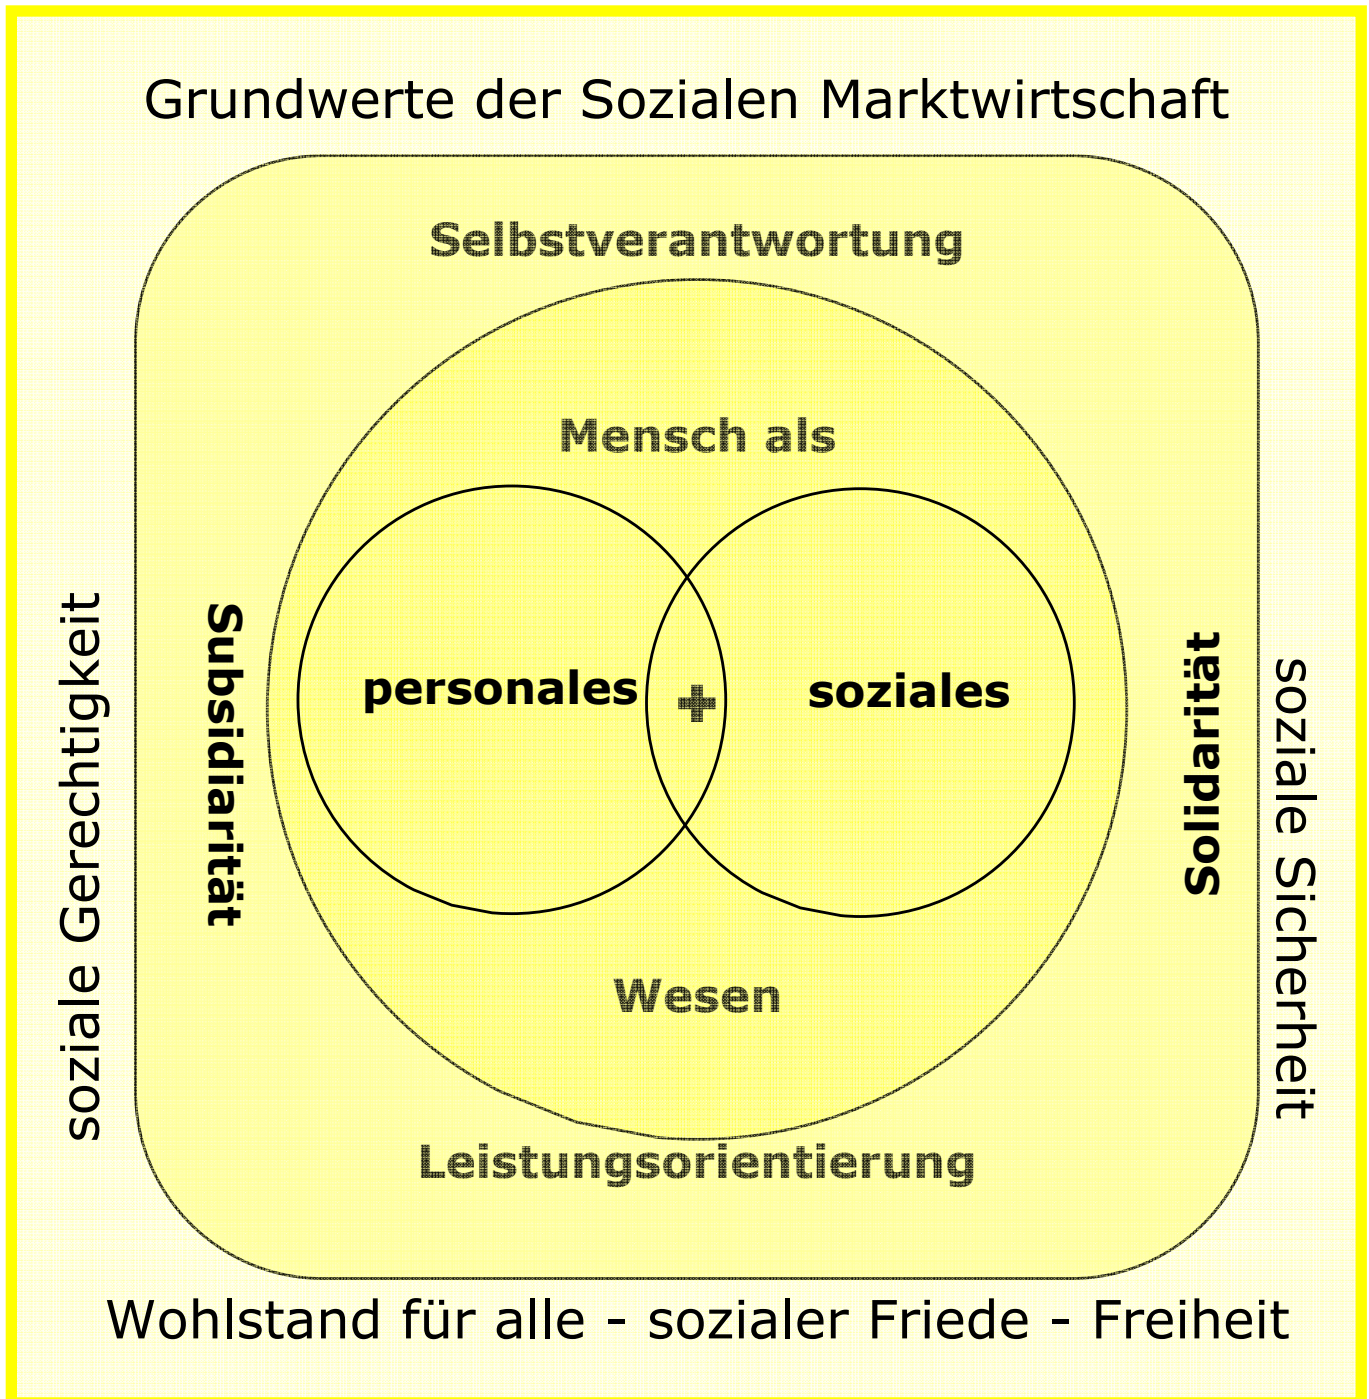 Grundwerte der Sozialen Marktwirtschaft
Selbstverantwortung
Mensch als
personales
+
soziales
Wesen
Leistungsorientierung
Subsidiarität
Solidarität
soziale Gerechtigkeit
soziale Sicherheit
Wohlstand für alle - sozialer Friede - Freiheit